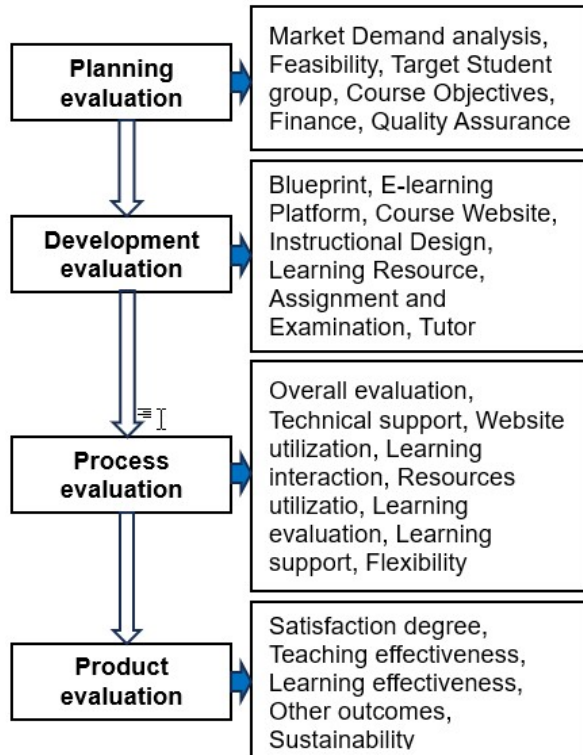 Planning
evaluation
Market Demand analysis,
Feasibility, Target Student
group, Course Objectives,
Finance, Quality Assurance
Development
evaluation
Blueprint, E-learning
Platform, Course Website,
Instructional Design,
Learning Resource,
Assignment and
Examination, Tutor
Process
evaluation
Overall evaluation,
Technical support, Website
utilization, Learning
interaction, Resources
utilizatio, Learning
evaluation, Learning
support, Flexibility
Product
evaluation
Satisfaction degree,
Teaching effectiveness,
Learning effectiveness,
Other outcomes,
Sustainability